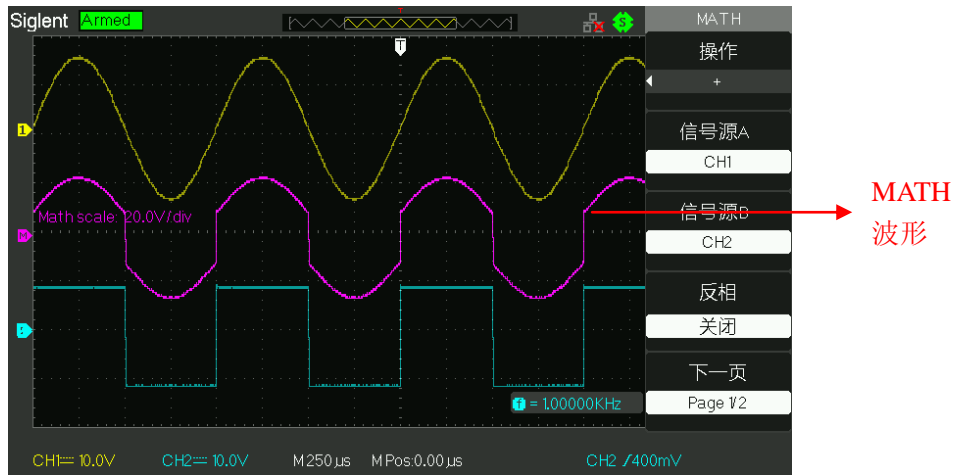 Siglent Armed
T
MATH
操作
+
T
信号源A
CH1
1
信号源B
CH2
Math scale: 20.0V/div
M
MATH
波形
反相
关闭
下一页
Page 1/2
f = 1.00000KHz
CH1 10.0V CH2 10.0V M 250μs M Pos:0.00μs CH2 /400mV